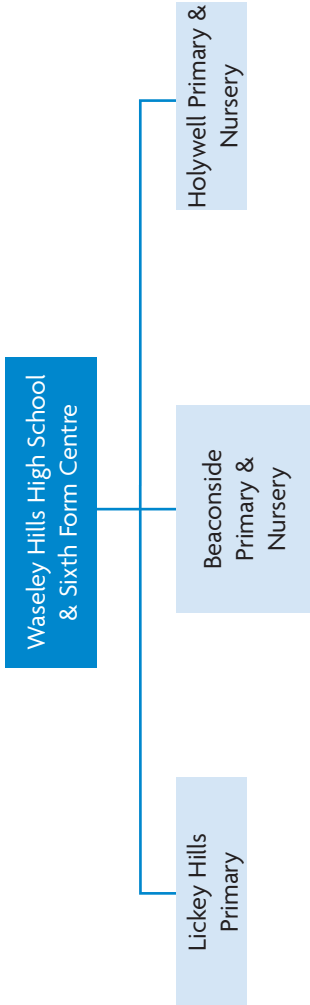 Waseley Hills High School
& Sixth Form Centre
Lickey Hills
Primary
Beaconside
Primary &
Nursery
Holywell Primary &
Nursery